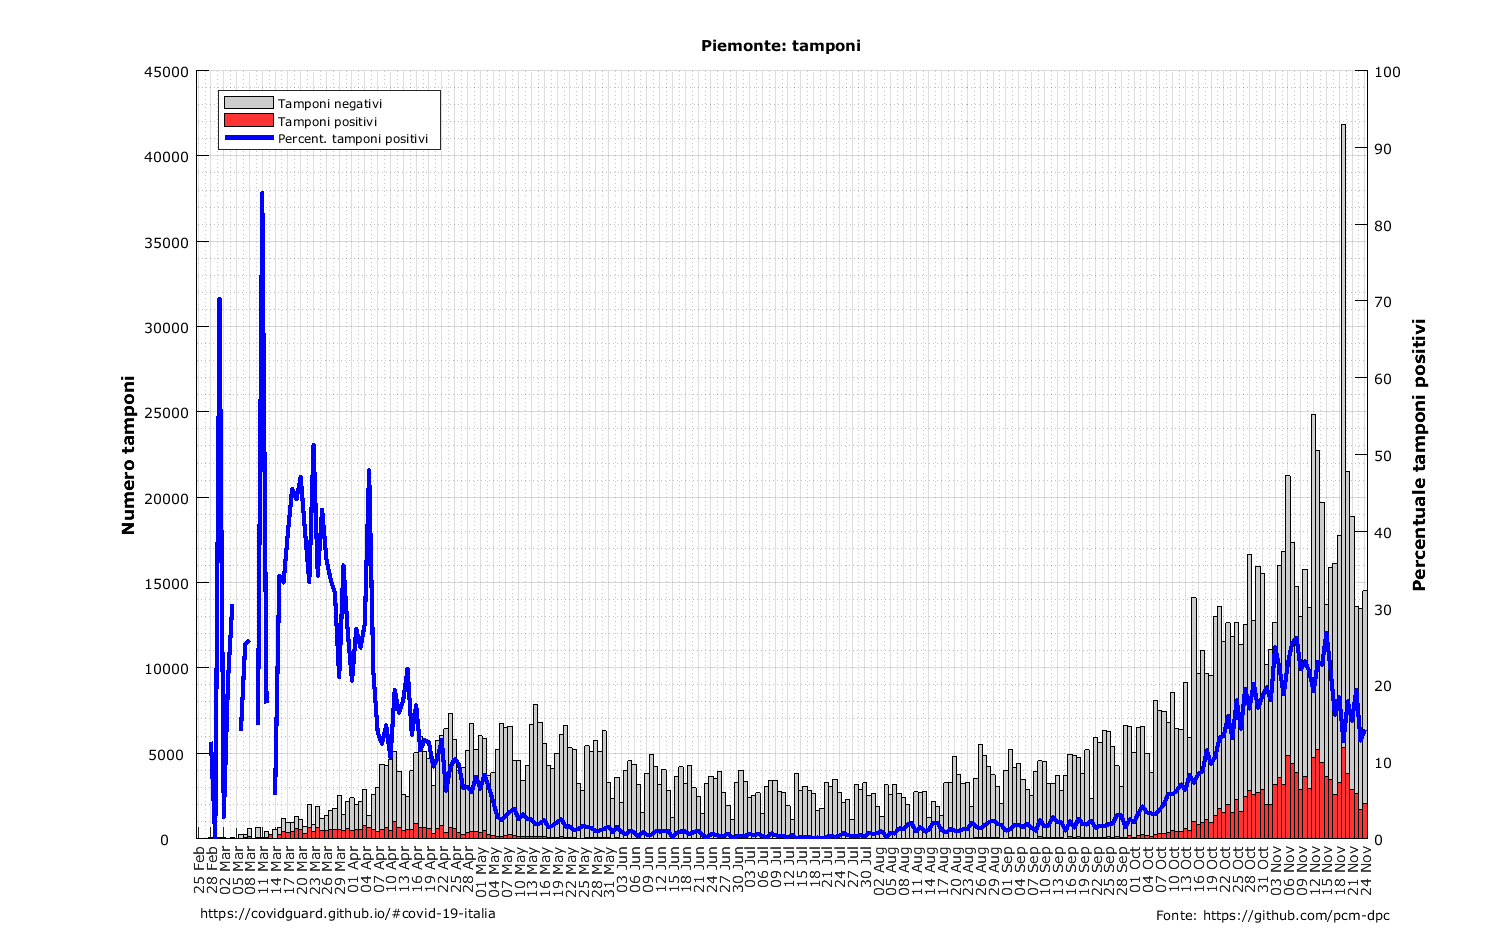 Piemonte: tamponi
Numero tamponi
Percentuale tamponi positivi
Tamponi negativi
Tamponi positivi
Percent. tamponi positivi
45000
40000
35000
30000
25000
20000
15000
10000
5000
0
100
90
80
70
60
50
40
30
20
10
0
25 Feb
28 Feb
02 Mar
05 Mar
08 Mar
11 Mar
14 Mar
17 Mar
20 Mar
23 Mar
26 Mar
29 Mar
01 Apr
04 Apr
07 Apr
10 Apr
13 Apr
16 Apr
19 Apr
22 Apr
25 Apr
28 Apr
01 May
04 May
07 May
10 May
13 May
16 May
19 May
22 May
25 May
28 May
31 May
03 Jun
06 Jun
09 Jun
12 Jun
15 Jun
18 Jun
21 Jun
24 Jun
27 Jun
30 Jun
03 Jul
06 Jul
09 Jul
12 Jul
15 Jul
18 Jul
21 Jul
24 Jul
27 Jul
30 Jul
02 Aug
05 Aug
08 Aug
11 Aug
14 Aug
17 Aug
20 Aug
23 Aug
26 Aug
29 Aug
01 Sep
04 Sep
07 Sep
10 Sep
13 Sep
16 Sep
19 Sep
22 Sep
25 Sep
28 Sep
01 Oct
04 Oct
07 Oct
10 Oct
13 Oct
16 Oct
19 Oct
22 Oct
25 Oct
28 Oct
31 Oct
03 Nov
06 Nov
09 Nov
12 Nov
15 Nov
18 Nov
21 Nov
24 Nov
https://covidguard.github.io/#covid-19-italia
Fonte: https://github.com/pcm-dpc